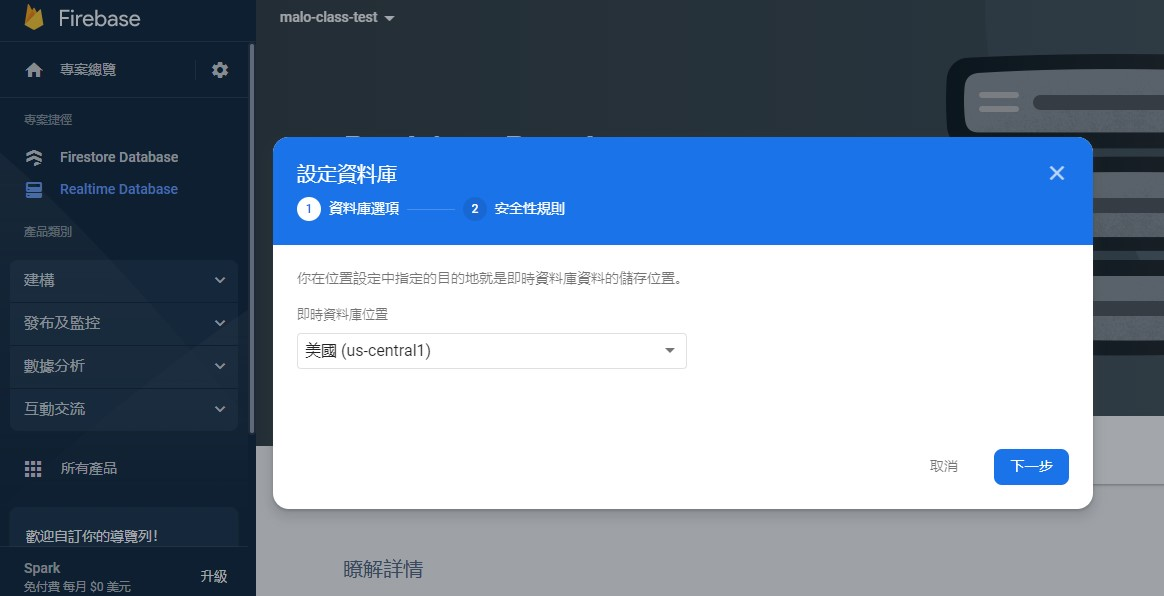 Firebase
malo-class-test
專案總覽
專案捷徑
Firestore Database
Realtime Database
產品類別
建構
發布及監控
數據分析
互動交流
所有產品
歡迎自訂你的導覽列!
Spark
免付費 每月 $0 美元
升級
設定資料庫
1 資料庫選項
2 安全性規則
你在位置設定中指定的目的地就是即時資料庫資料的儲存位置。
即時資料庫位置
美國 (us-central1)
取消
下一步
瞭解詳情